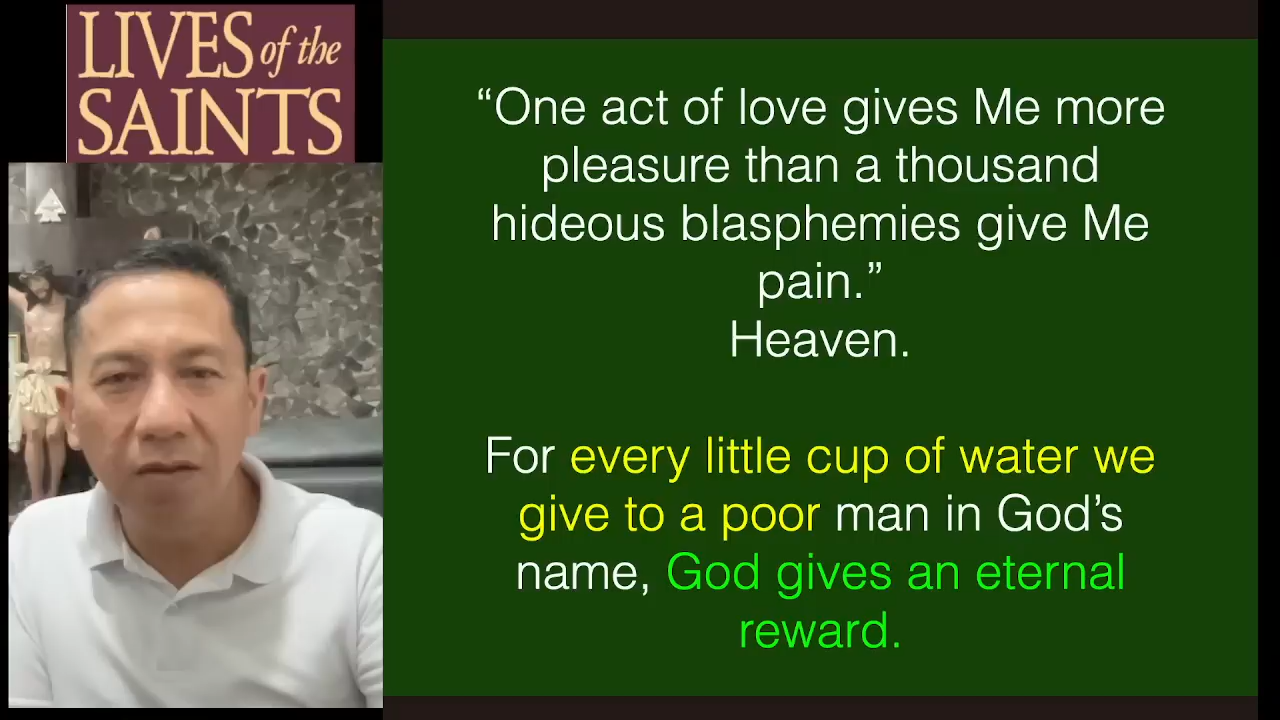 LIVES of the
SAINTS
“One act of love gives Me more
pleasure than a thousand
hideous blasphemies give Me
pain.”
Heaven.
For every little cup of water we
give to a poor man in God’s
name, God gives an eternal
reward.